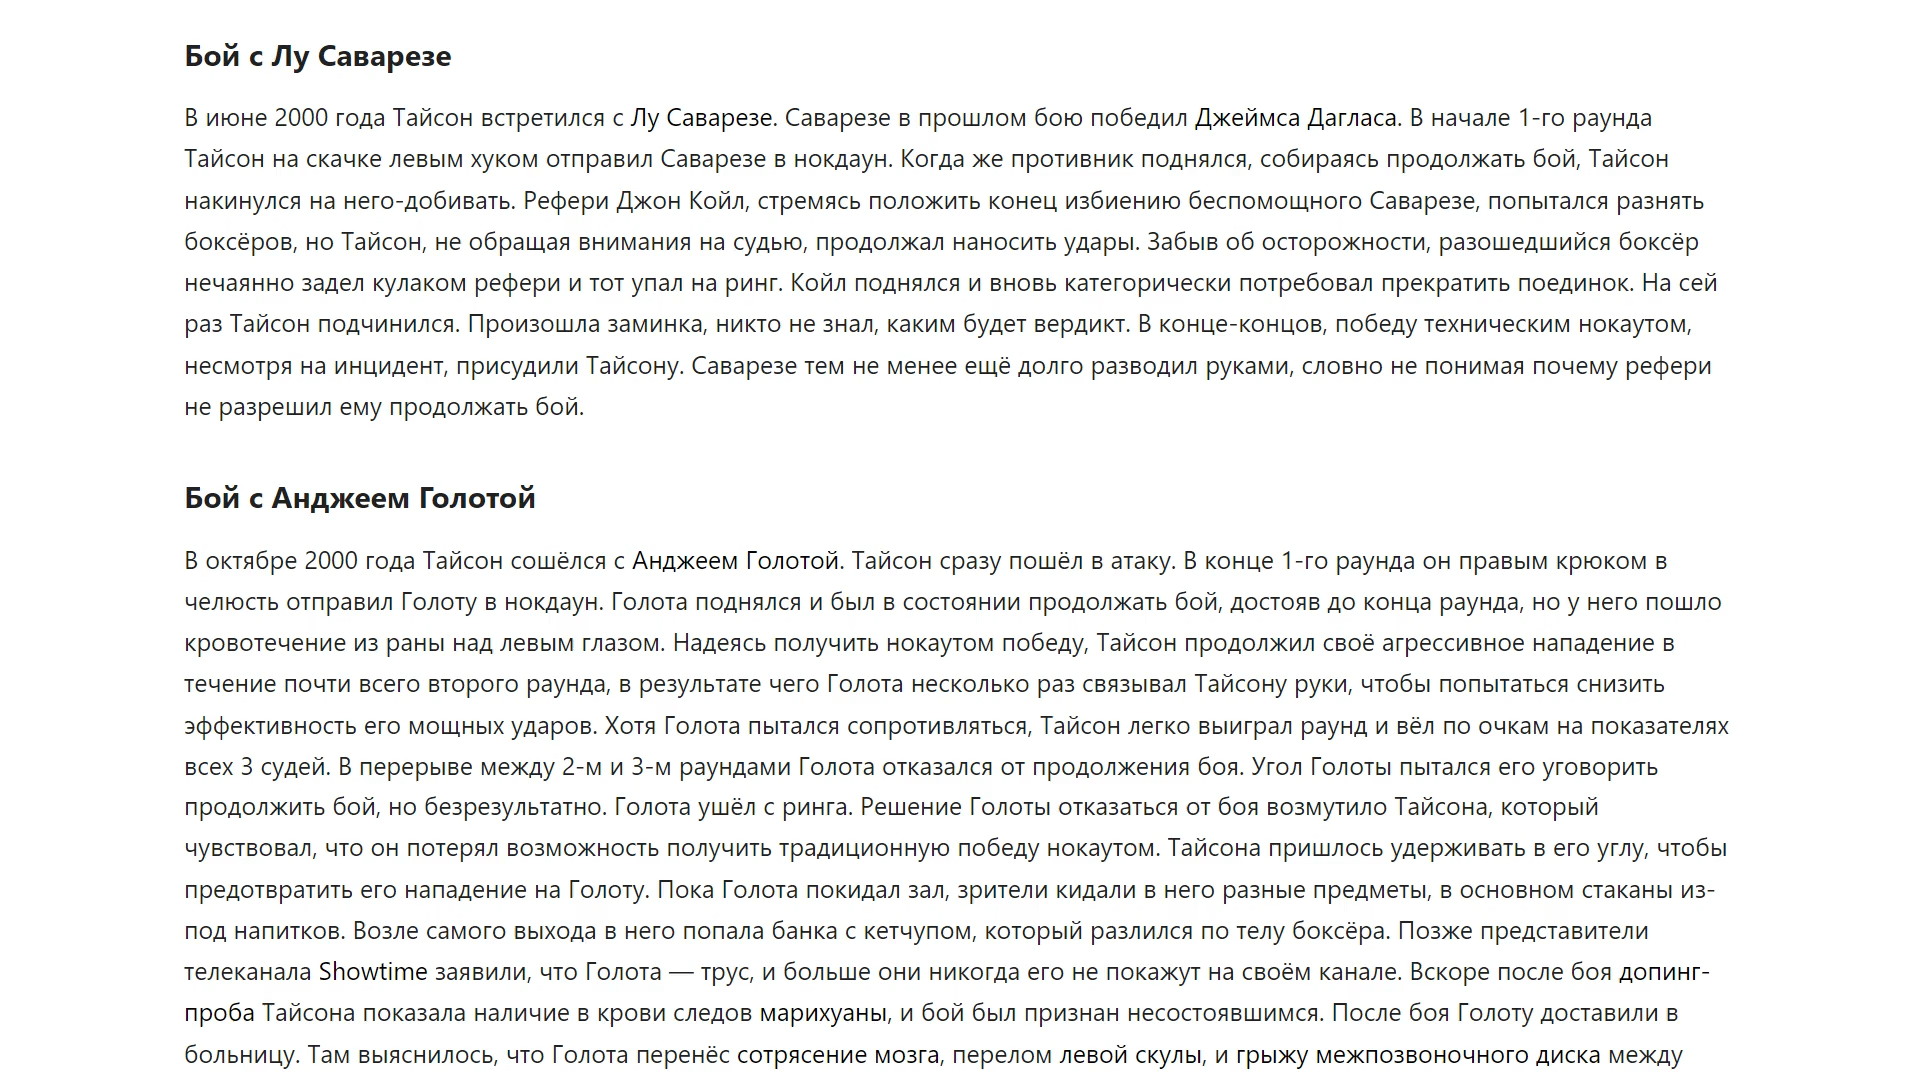 Бой с Лу Саварезе
В июне 2000 года Тайсон встретился с Лу Саварезе. Саварезе в прошлом бою победил Джеймса Дагласа. В начале 1-го раунда
Тайсон на скачке левым хуком отправил Саварезе в нокдаун. Когда же противник поднялся, собираясь продолжать бой, Тайсон
накинулся на него-добивать. Рефери Джон Койл, стремясь положить конец избиению беспомощного Саварезе, попытался разнять
боксёров, но Тайсон, не обращая внимания на судью, продолжал наносить удары. Забыв об осторожности, разошедшийся боксёр
нечаянно задел кулаком рефери и тот упал на ринг. Койл поднялся и вновь категорически потребовал прекратить поединок. На сей
раз Тайсон подчинился. Произошла заминка, никто не знал, каким будет вердикт. В конце-концов, победу техническим нокаутом,
несмотря на инцидент, присудили Тайсону. Саварезе тем не менее ещё долго разводил руками, словно не понимая почему рефери
не разрешил ему продолжать бой.
Бой с Анджеем Голотой
В октябре 2000 года Тайсон сошёлся с Анджеем Голотой. Тайсон сразу пошёл в атаку. В конце 1-го раунда он правым крюком в
челюсть отправил Голоту в нокдаун. Голота поднялся и был в состоянии продолжать бой, достояв до конца раунда, но у него пошло
кровотечение из раны над левым глазом. Надеясь получить нокаутом победу, Тайсон продолжил своё агрессивное нападение в
течение почти всего второго раунда, в результате чего Голота несколько раз связывал Тайсону руки, чтобы попытаться снизить
эффективность его мощных ударов. Хотя Голота пытался сопротивляться, Тайсон легко выиграл раунд и вёл по очкам на показателях
всех 3 судей. В перерыве между 2-м и 3-м раундами Голота отказался от продолжения боя. Угол Голоты пытался его уговорить
продолжить бой, но безрезультатно. Голота ушёл с ринга. Решение Голоты отказаться от боя возмутило Тайсона, который
чувствовал, что он потерял возможность получить традиционную победу нокаутом. Тайсона пришлось удерживать в его углу, чтобы
предотвратить его нападение на Голоту. Пока Голота покидал зал, зрители кидали в него разные предметы, в основном стаканы из-
под напитков. Возле самого выхода в него попала банка с кетчупом, который разлился по телу боксёра. Позже представители
телеканала Showtime заявили, что Голота — трус, и больше они никогда его не покажут на своём канале. Вскоре после боя допинг-
проба Тайсона показала наличие в крови следов марихуаны, и бой был признан несостоявшимся. После боя Голоту доставили в
больницу. Там выяснилось, что Голота перенёс сотрясение мозга, перелом левой скулы, и грыжу межпозвоночного диска между